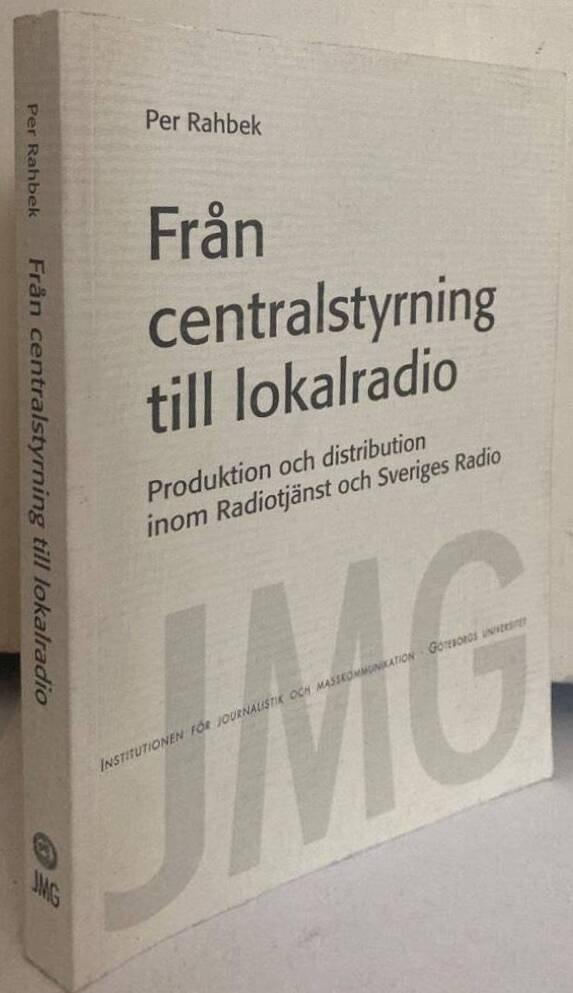 Per Rahbek
Från
centralstyrning
till lokalradio
Produktion och distribution
inom Radiotjänst och Sveriges Radio
JMG
INSTITUTIONEN FÖR JOURNALISTIK OCH MASSKOMMUNIKATION · GÖTEBORGS UNIVERSITET
Per Rahbek Från centralstyrning till lokalradio
JMG